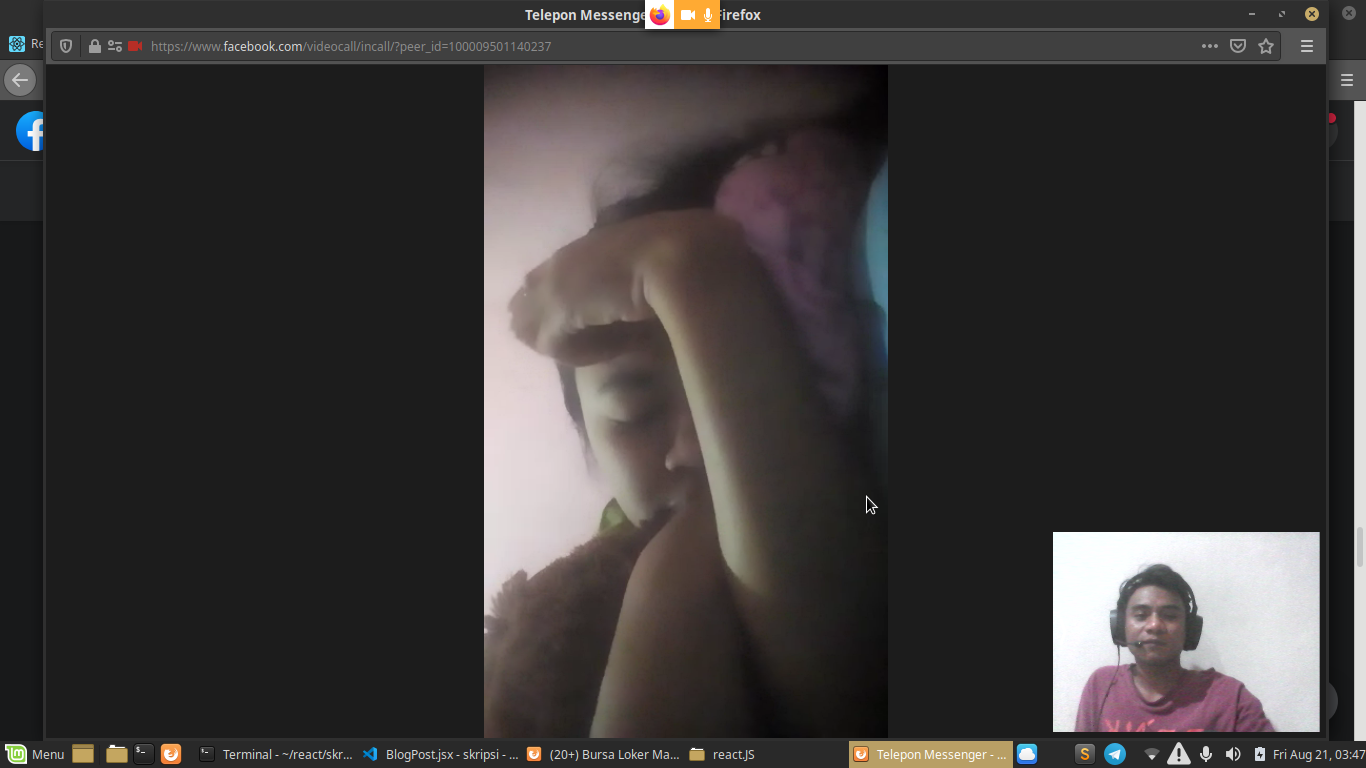 Telepon Messenge
Firefox
https://www.facebook.com/videocall/incall/?peer_id=100009501140237
Re
Menu
Terminal - ~/react/skr...
BlogPost.jsx - skripsi - ...
(20+) Bursa Loker Ma...
react.JS
Telepon Messenger - ...
Fri Aug 21, 03:47